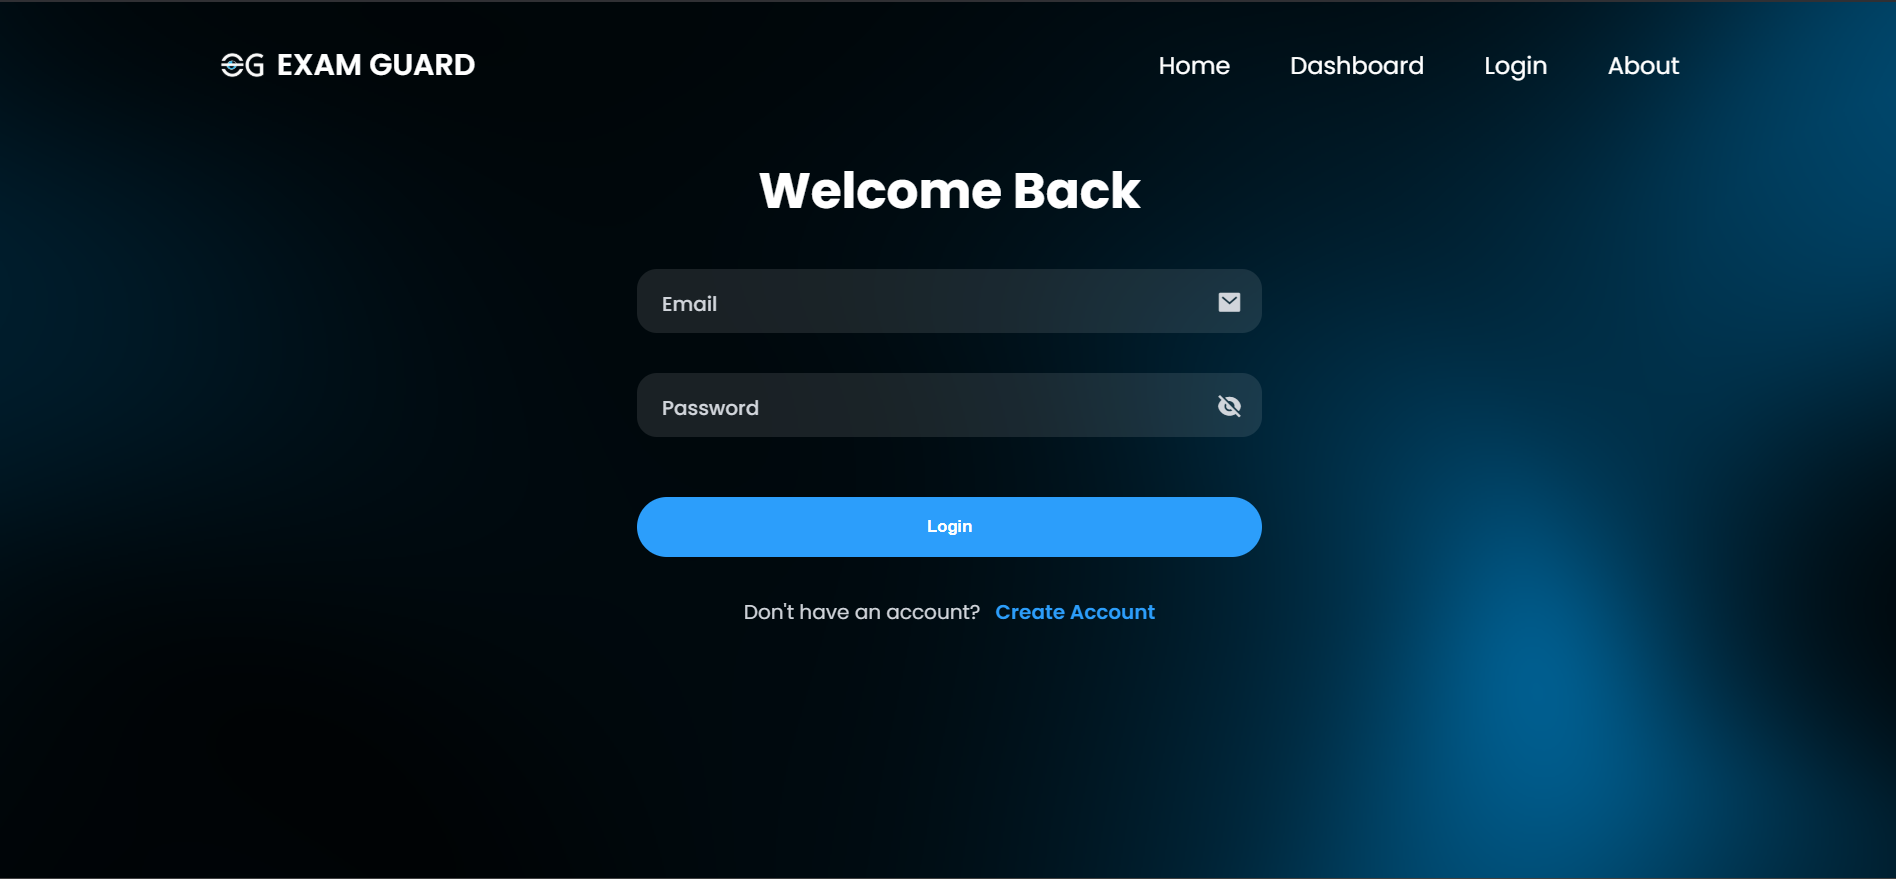 EG EXAM GUARD
Home Dashboard Login About
Welcome Back
Email
Password
Login
Don't have an account? Create Account